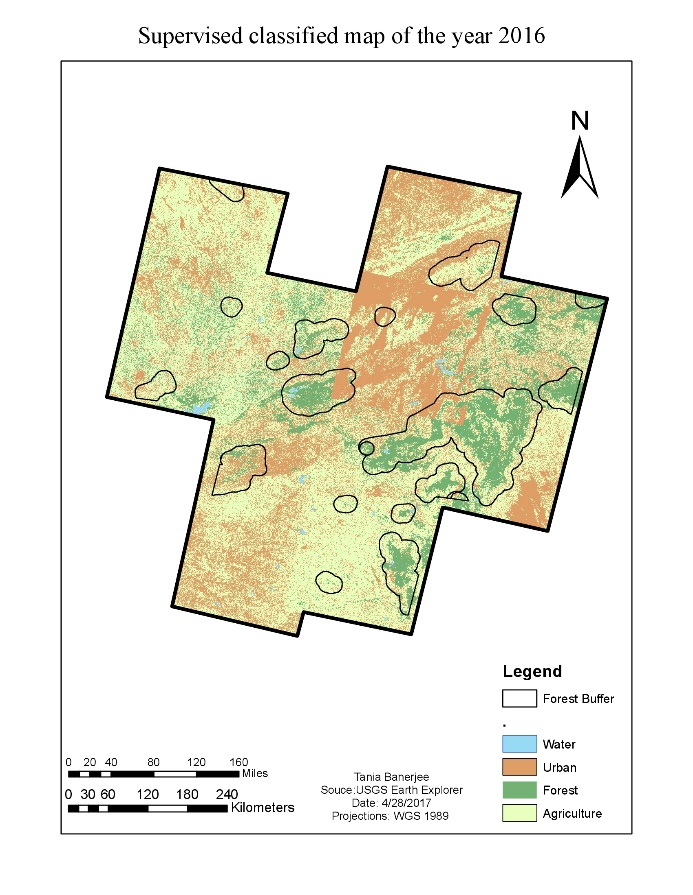 Supervised classified map of the year 2016
N
Legend
Forest Buffer
.
Water
Urban
Forest
Agriculture
0 20 40 80 120 160
Miles
0 30 60 120 180 240
Kilometers
Tania Banerjee
Souce:USGS Earth Explorer
Date: 4/28/2017
Projections: WGS 1989